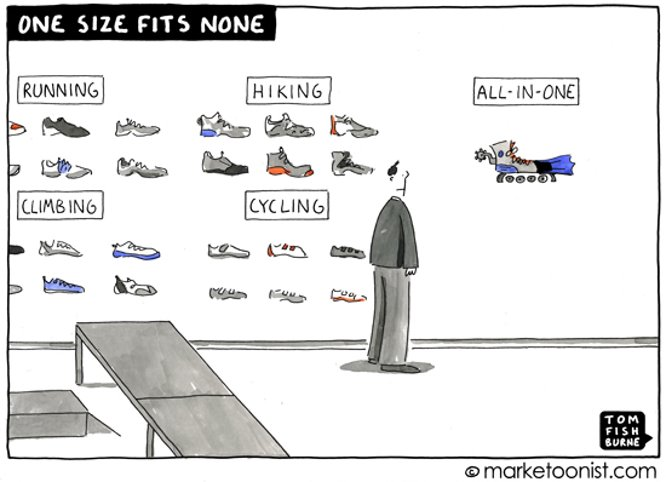 ONE SIZE FITS NONE
RUNNING
HIKING
ALL-IN-ONE
CLIMBING
CYCLING
TOM
FISH
BURNE
© marketoonist.com